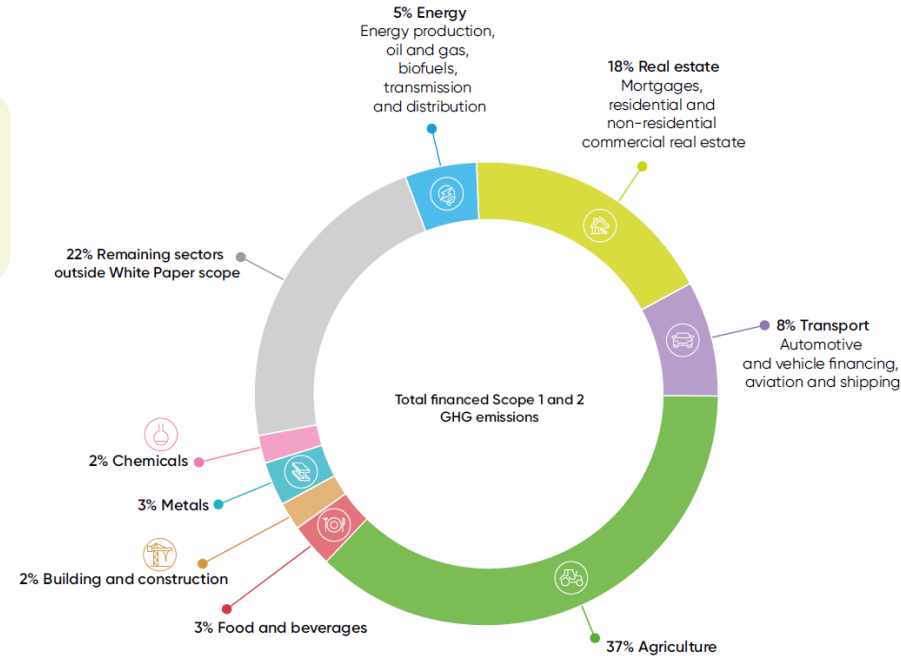 5% Energy
Energy production,
oil and gas,
biofuels,
transmission
and distribution
18% Real estate
Mortgages,
residential and
non-residential
commercial real estate
22% Remaining sectors
outside White Paper scope
8% Transport
Automotive
and vehicle financing,
aviation and shipping
Total financed Scope 1 and 2
GHG emissions
2% Chemicals
3% Metals
2% Building and construction
3% Food and beverages
37% Agriculture